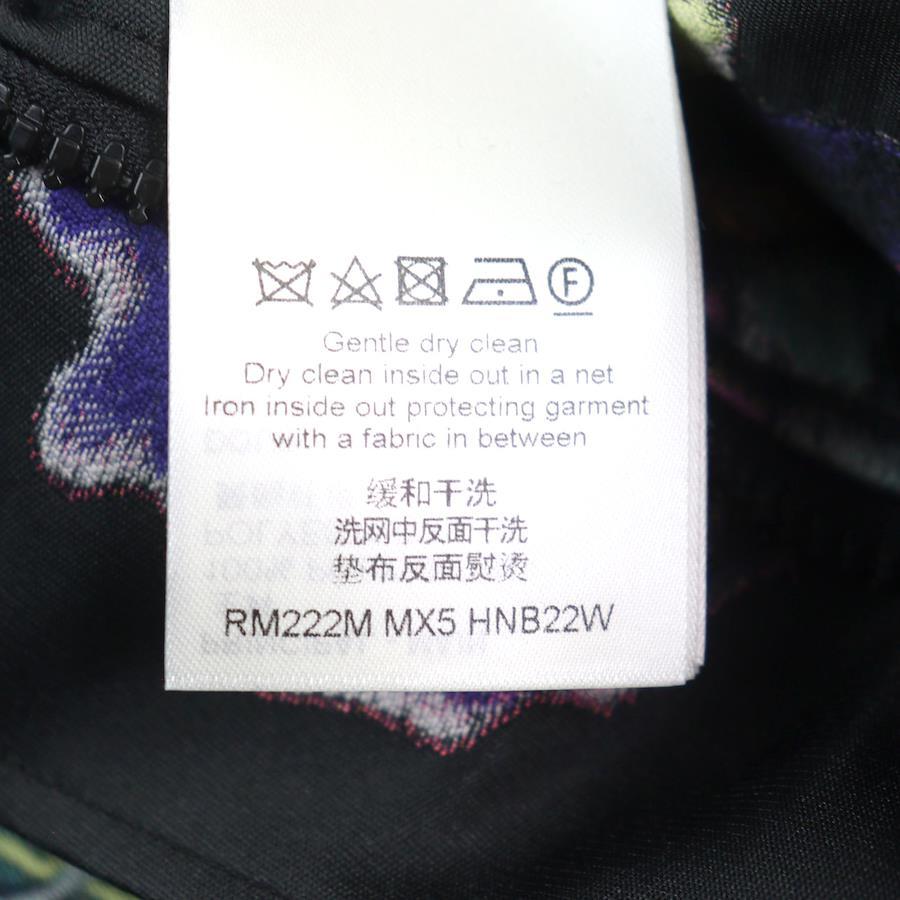 F
Gentle dry clean
Dry clean inside out in a net
Iron inside out protecting garment
with a fabric in between
缓和干洗
洗网中反面干洗
垫布反面熨烫
RM222M MX5 HNB22W